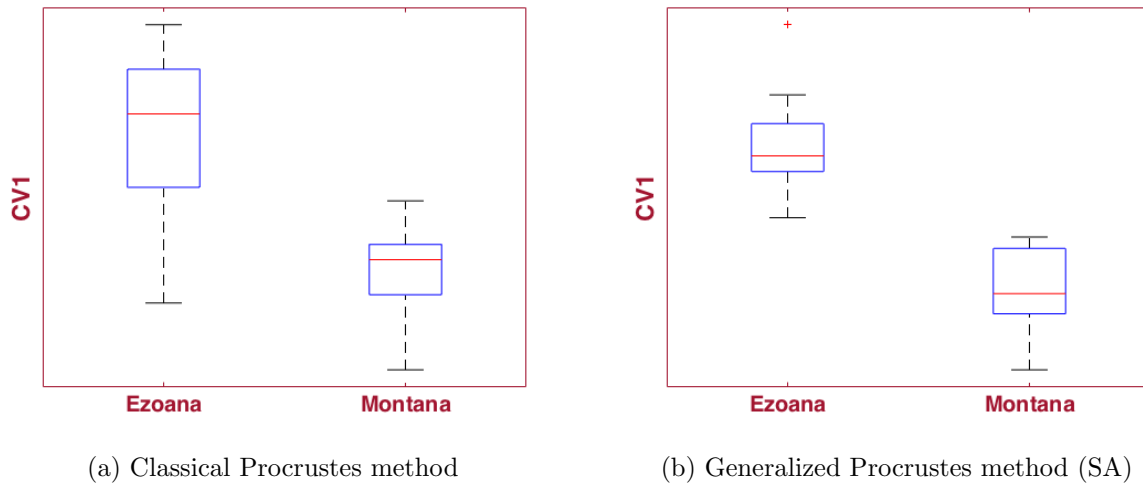 CV1
Ezoana Montana
(a) Classical Procrustes method
CV1
Ezoana Montana
(b) Generalized Procrustes method (SA)